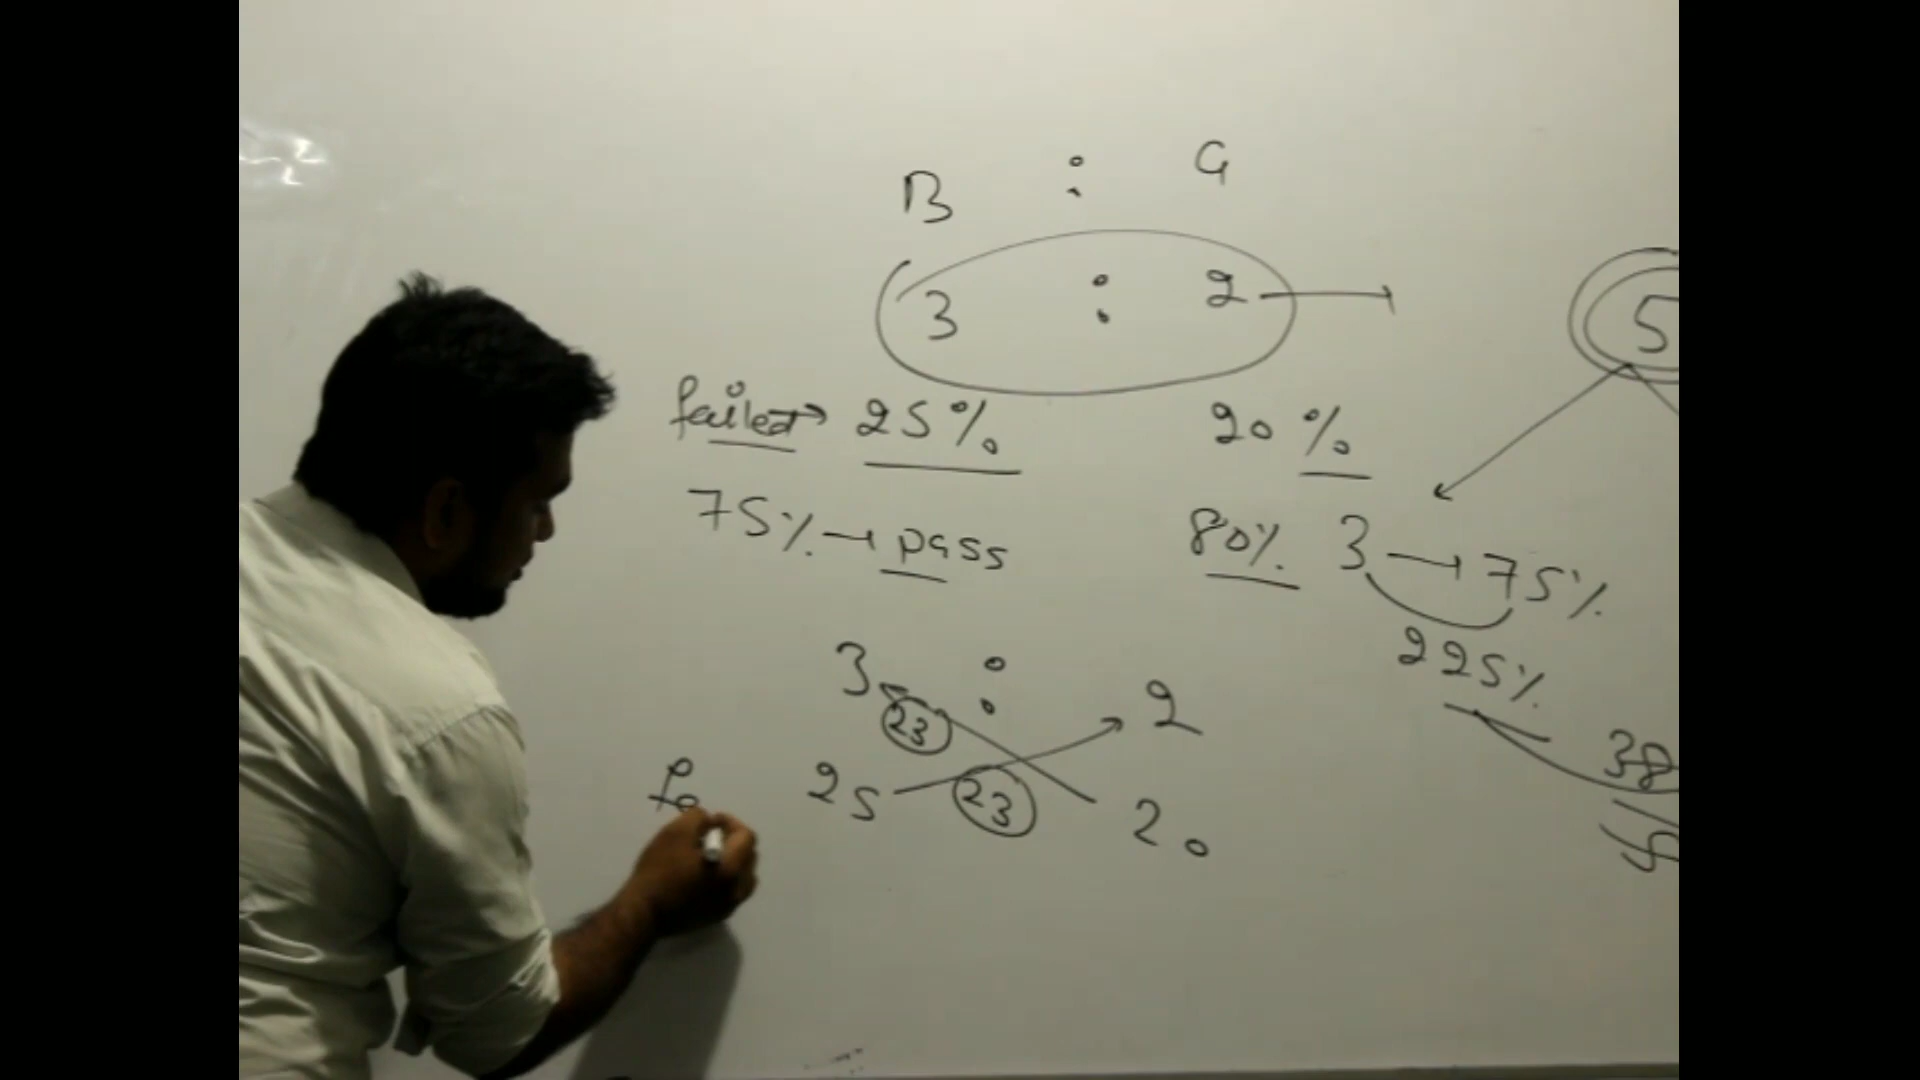 B : G
3 : 2 → 5
failed → 25% 20%
75% → pass 80% 3 → 75%
225%
38
3 : 2
23
fa 25 23 20